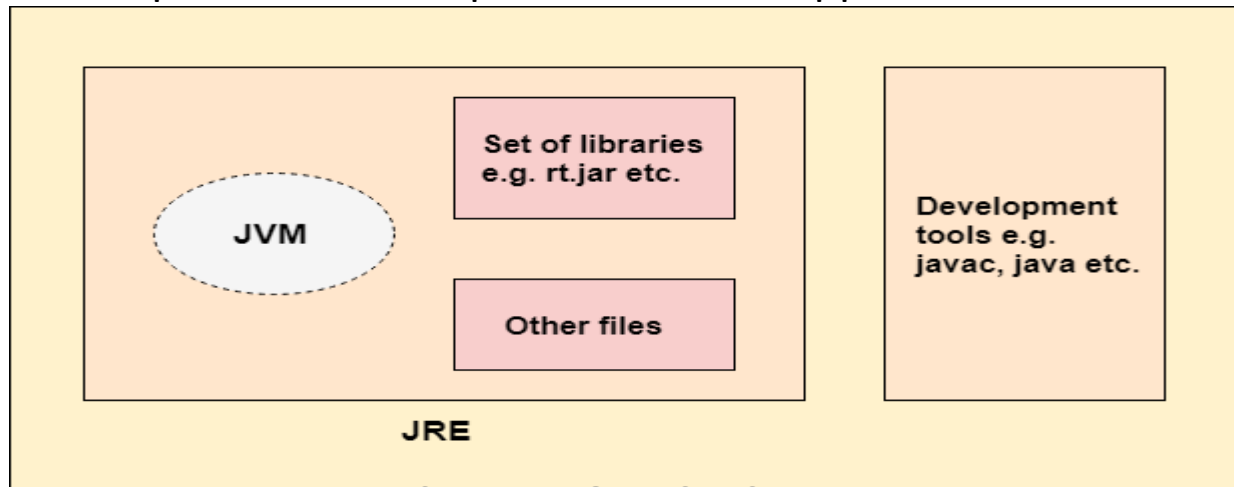 Set of libraries
e.g. rt.jar etc.
JVM
Development
tools e.g.
javac, java etc.
Other files
JRE